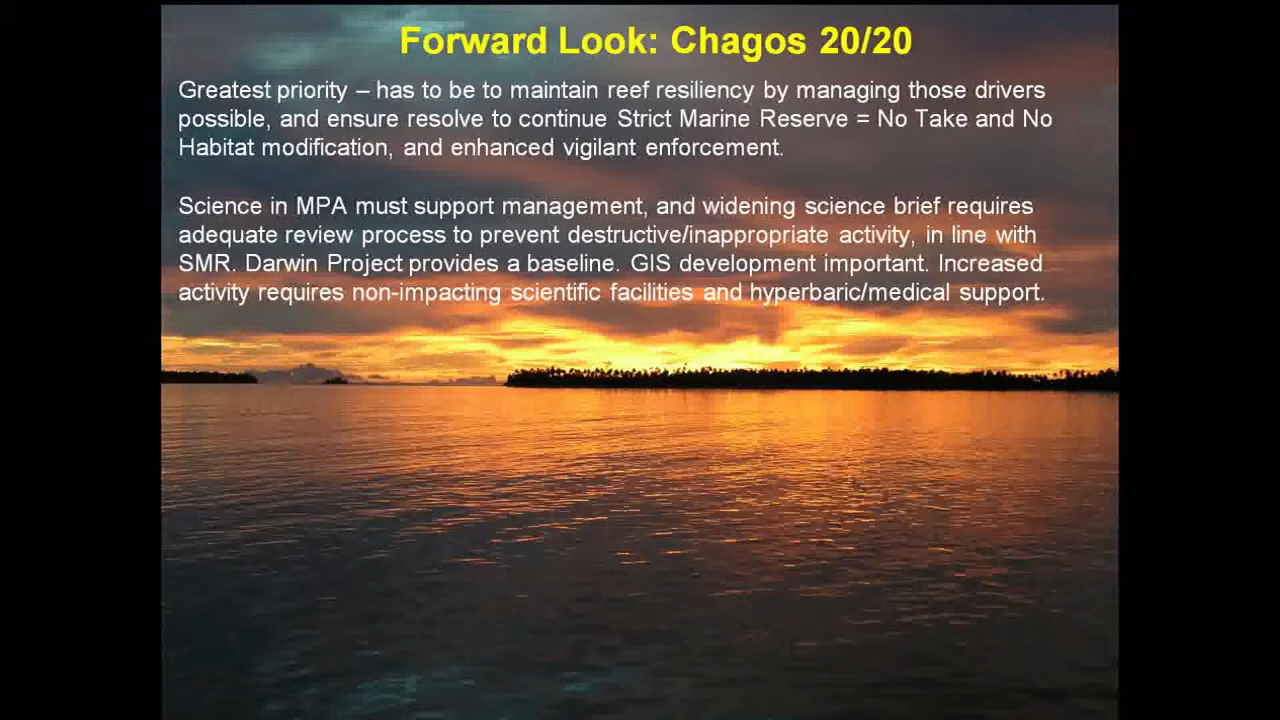 Forward Look: Chagos 20/20
Greatest priority – has to be to maintain reef resiliency by managing those drivers
possible, and ensure resolve to continue Strict Marine Reserve = No Take and No
Habitat modification, and enhanced vigilant enforcement.
Science in MPA must support management, and widening science brief requires
adequate review process to prevent destructive/inappropriate activity, in line with
SMR. Darwin Project provides a baseline. GIS development important. Increased
activity requires non-impacting scientific facilities and hyperbaric/medical support.